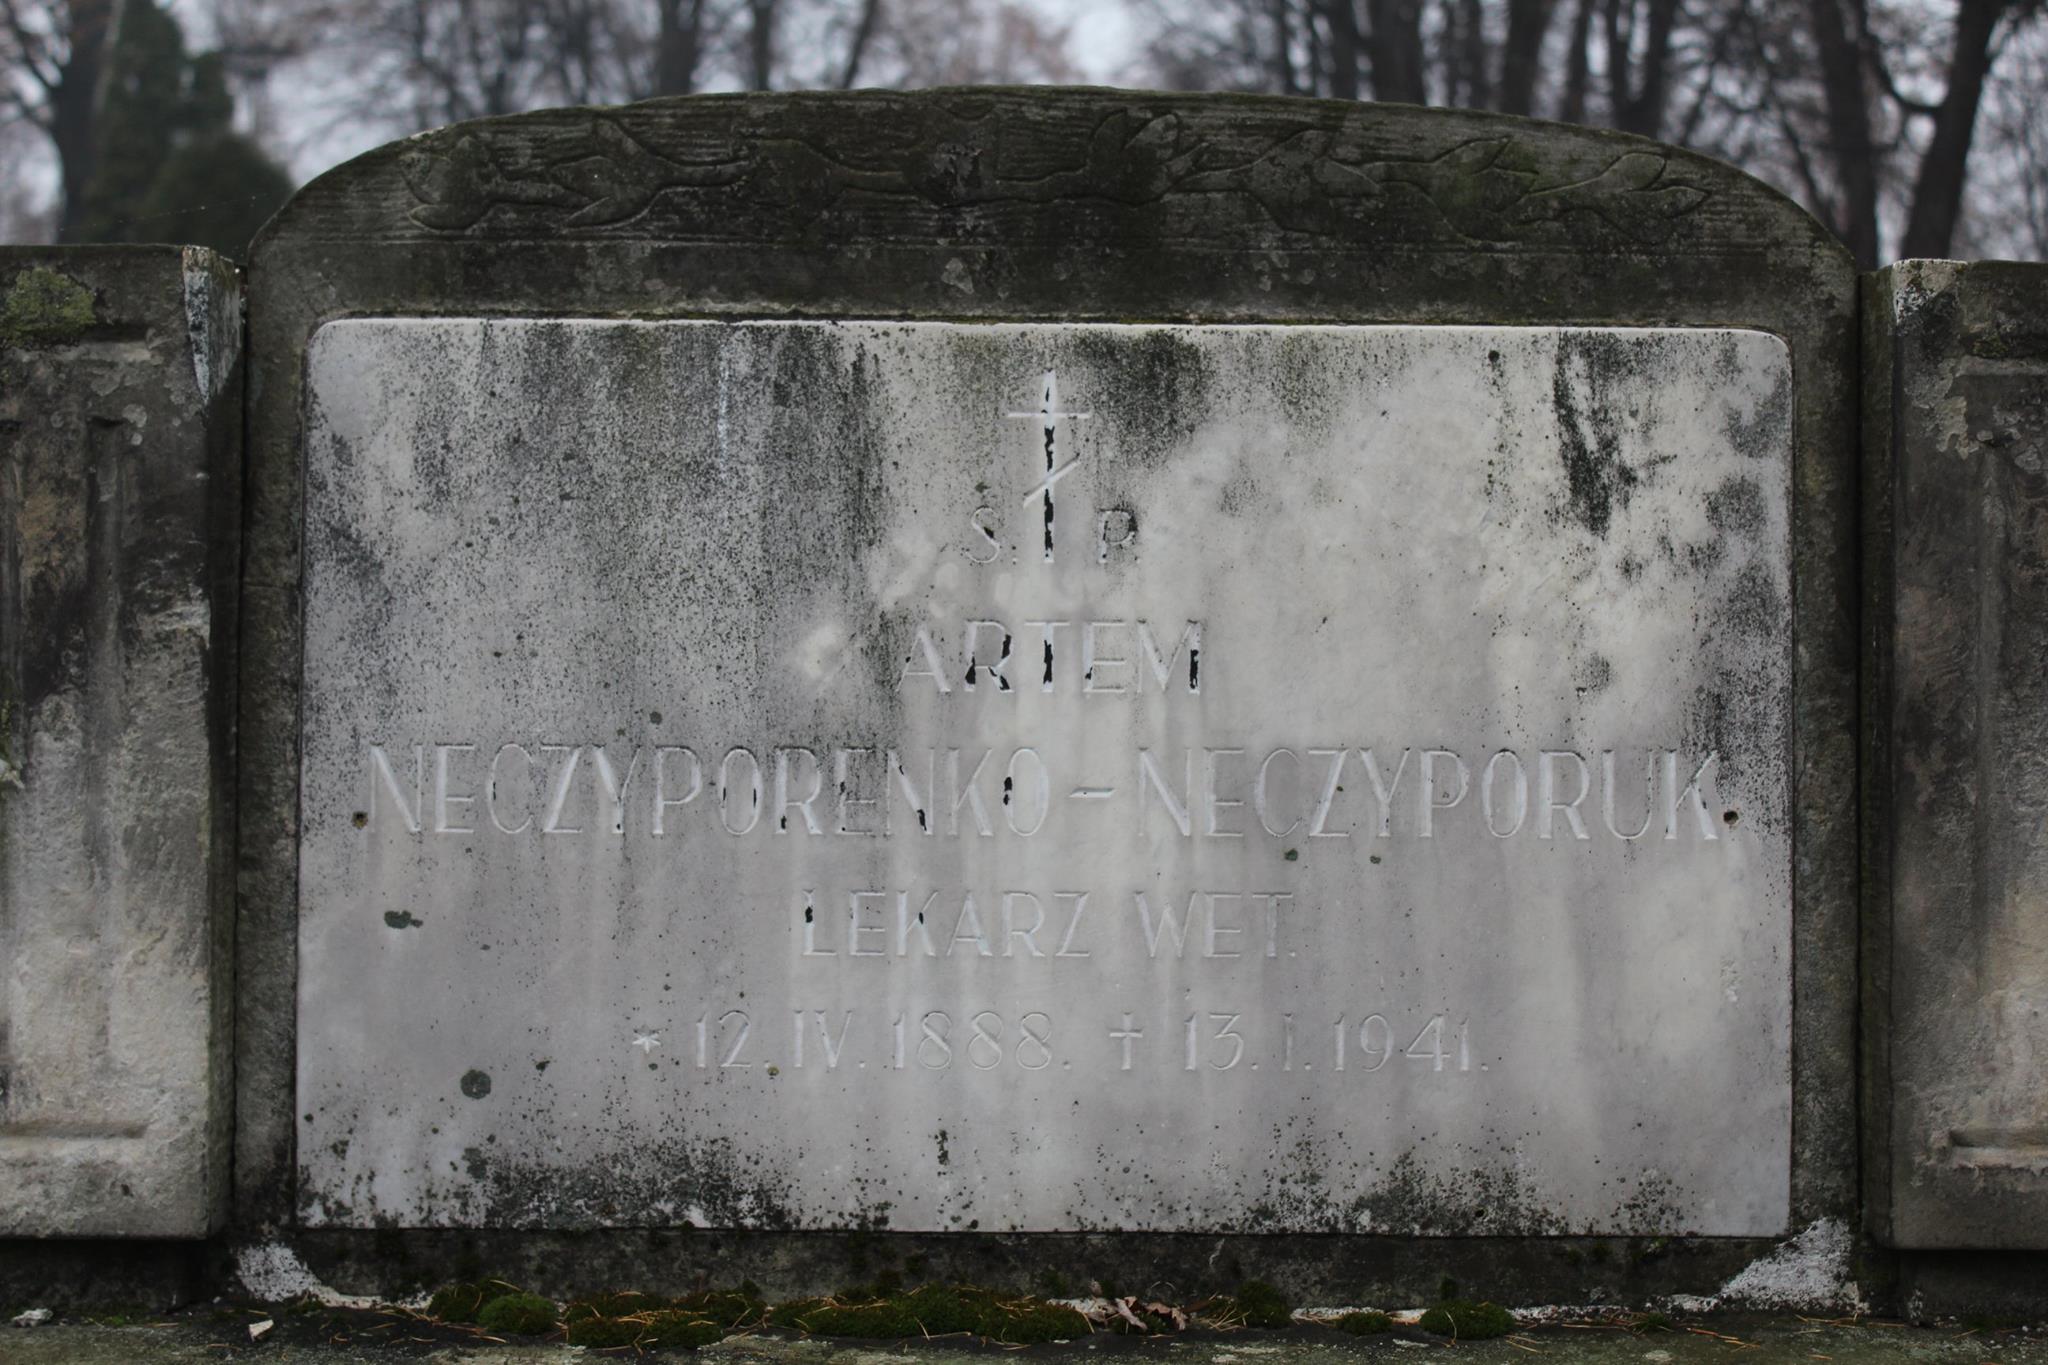 Ś. P.
ARTEM
NECZYPORENKO - NECZYPORUK
LEKARZ WET.
* 12. IV. 1888. † 13. I. 1941.